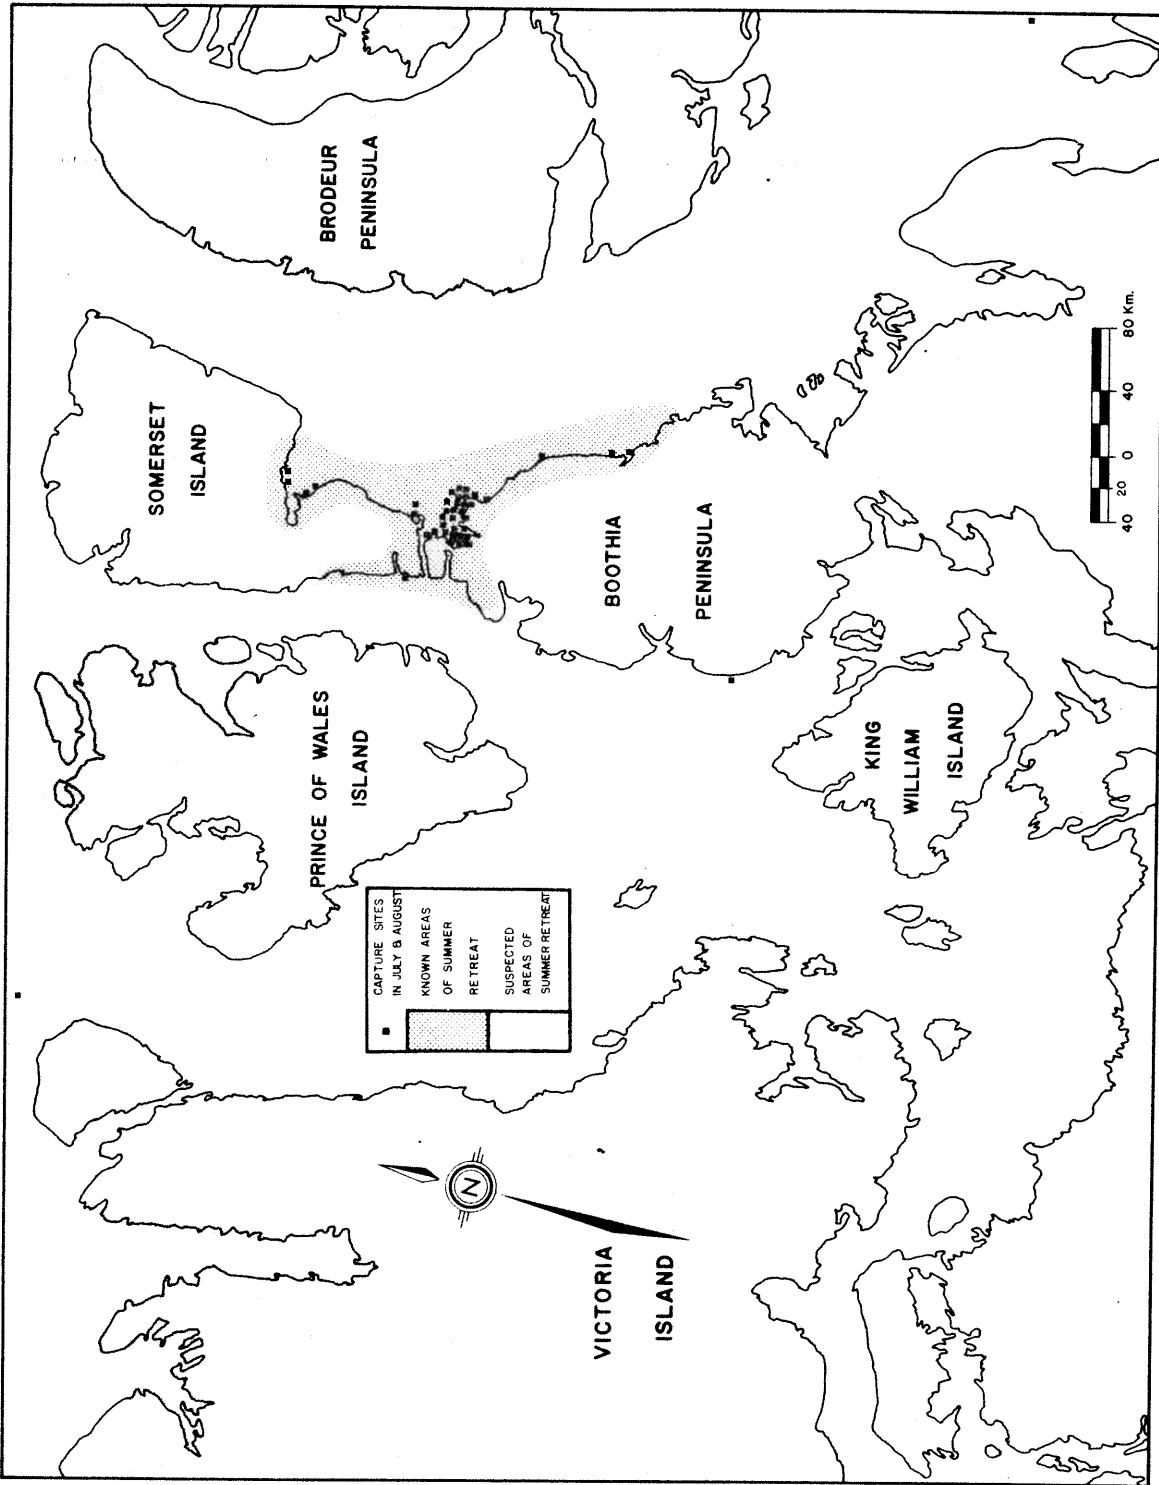 BRODEUR
PENINSULA
SOMERSET
ISLAND
BOOTHIA
PENINSULA
PRINCE OF WALES
ISLAND
KING
WILLIAM
ISLAND
VICTORIA
ISLAND
CAPTURE SITES
IN JULY & AUGUST
KNOWN AREAS
OF SUMMER
RETREAT
SUSPECTED
AREAS OF
SUMMER RETREAT
N
40 20 0 40 80 Km.